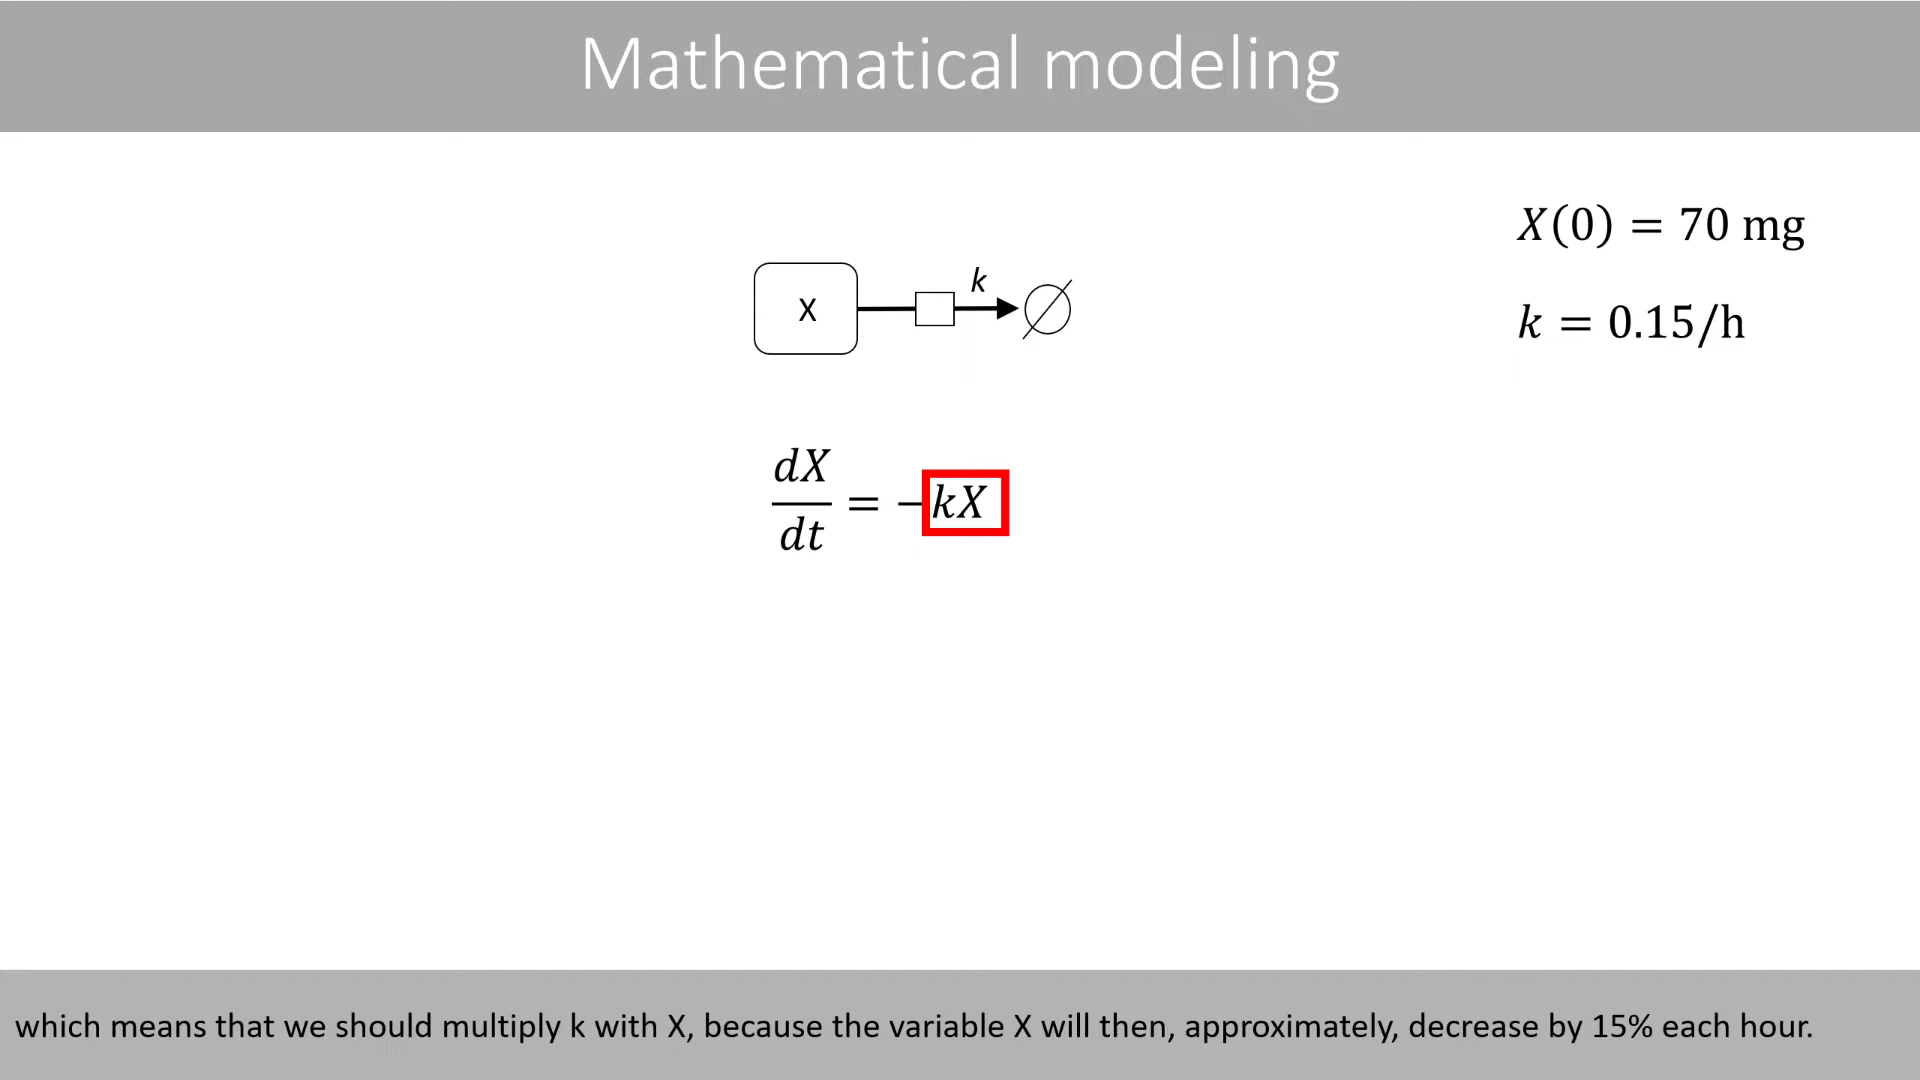 Mathematical modeling
X(0) = 70 mg
k = 0.15/h
X
k
∅
dX/dt = −kX
which means that we should multiply k with X, because the variable X will then, approximately, decrease by 15% each hour.